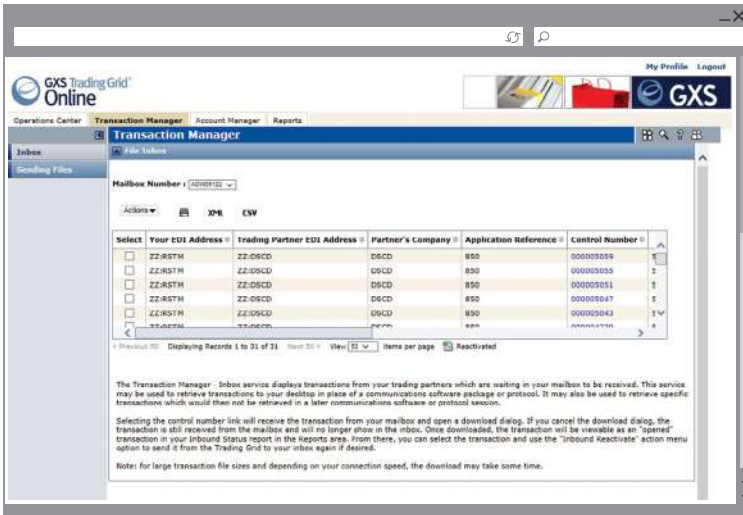 My Profile Logout
GXS Trading Grid
Online
GXS
Operations Center Transaction Manager Account Manager Reports
Transaction Manager
Inbox
File Inbox
Sending Files
Mailbox Number :
Actions XML CSV
Select Your EDI Address Trading Partner EDI Address Partner's Company Application Reference Control Number
ZZ:RSTM ZZ:DSCD DSCD 850 000005059
ZZ:RSTM ZZ:DSCD DSCD 850 000005055
ZZ:RSTM ZZ:DSCD DSCD 850 000005051
ZZ:RSTM ZZ:DSCD DSCD 850 000005047
ZZ:RSTM ZZ:DSCD DSCD 850 000005043
« Previous 50 Displaying Records 1 to 31 of 31 Next 50 » View 50 items per page Reactivated
The Transaction Manager - Inbox service displays transactions from your trading partners which are waiting in your mailbox to be received. This service
may be used to retrieve transactions to your desktop in place of a communications software package or protocol. It may also be used to retrieve specific
transactions which would then not be retrieved in a later communications software or protocol session.
Selecting the control number link will receive the transaction from your mailbox and open a download dialog. If you cancel the download dialog, the
transaction is still received from the mailbox and will no longer show in the inbox. Once downloaded, the transaction will be viewable as an "opened"
transaction in your Inbound Status report in the Reports area. From there, you can select the transaction and use the "Inbound Reactivate" action menu
option to send it from the Trading Grid to your inbox again if desired.
Note: for large transaction file sizes and depending on your connection speed, the download may take some time.